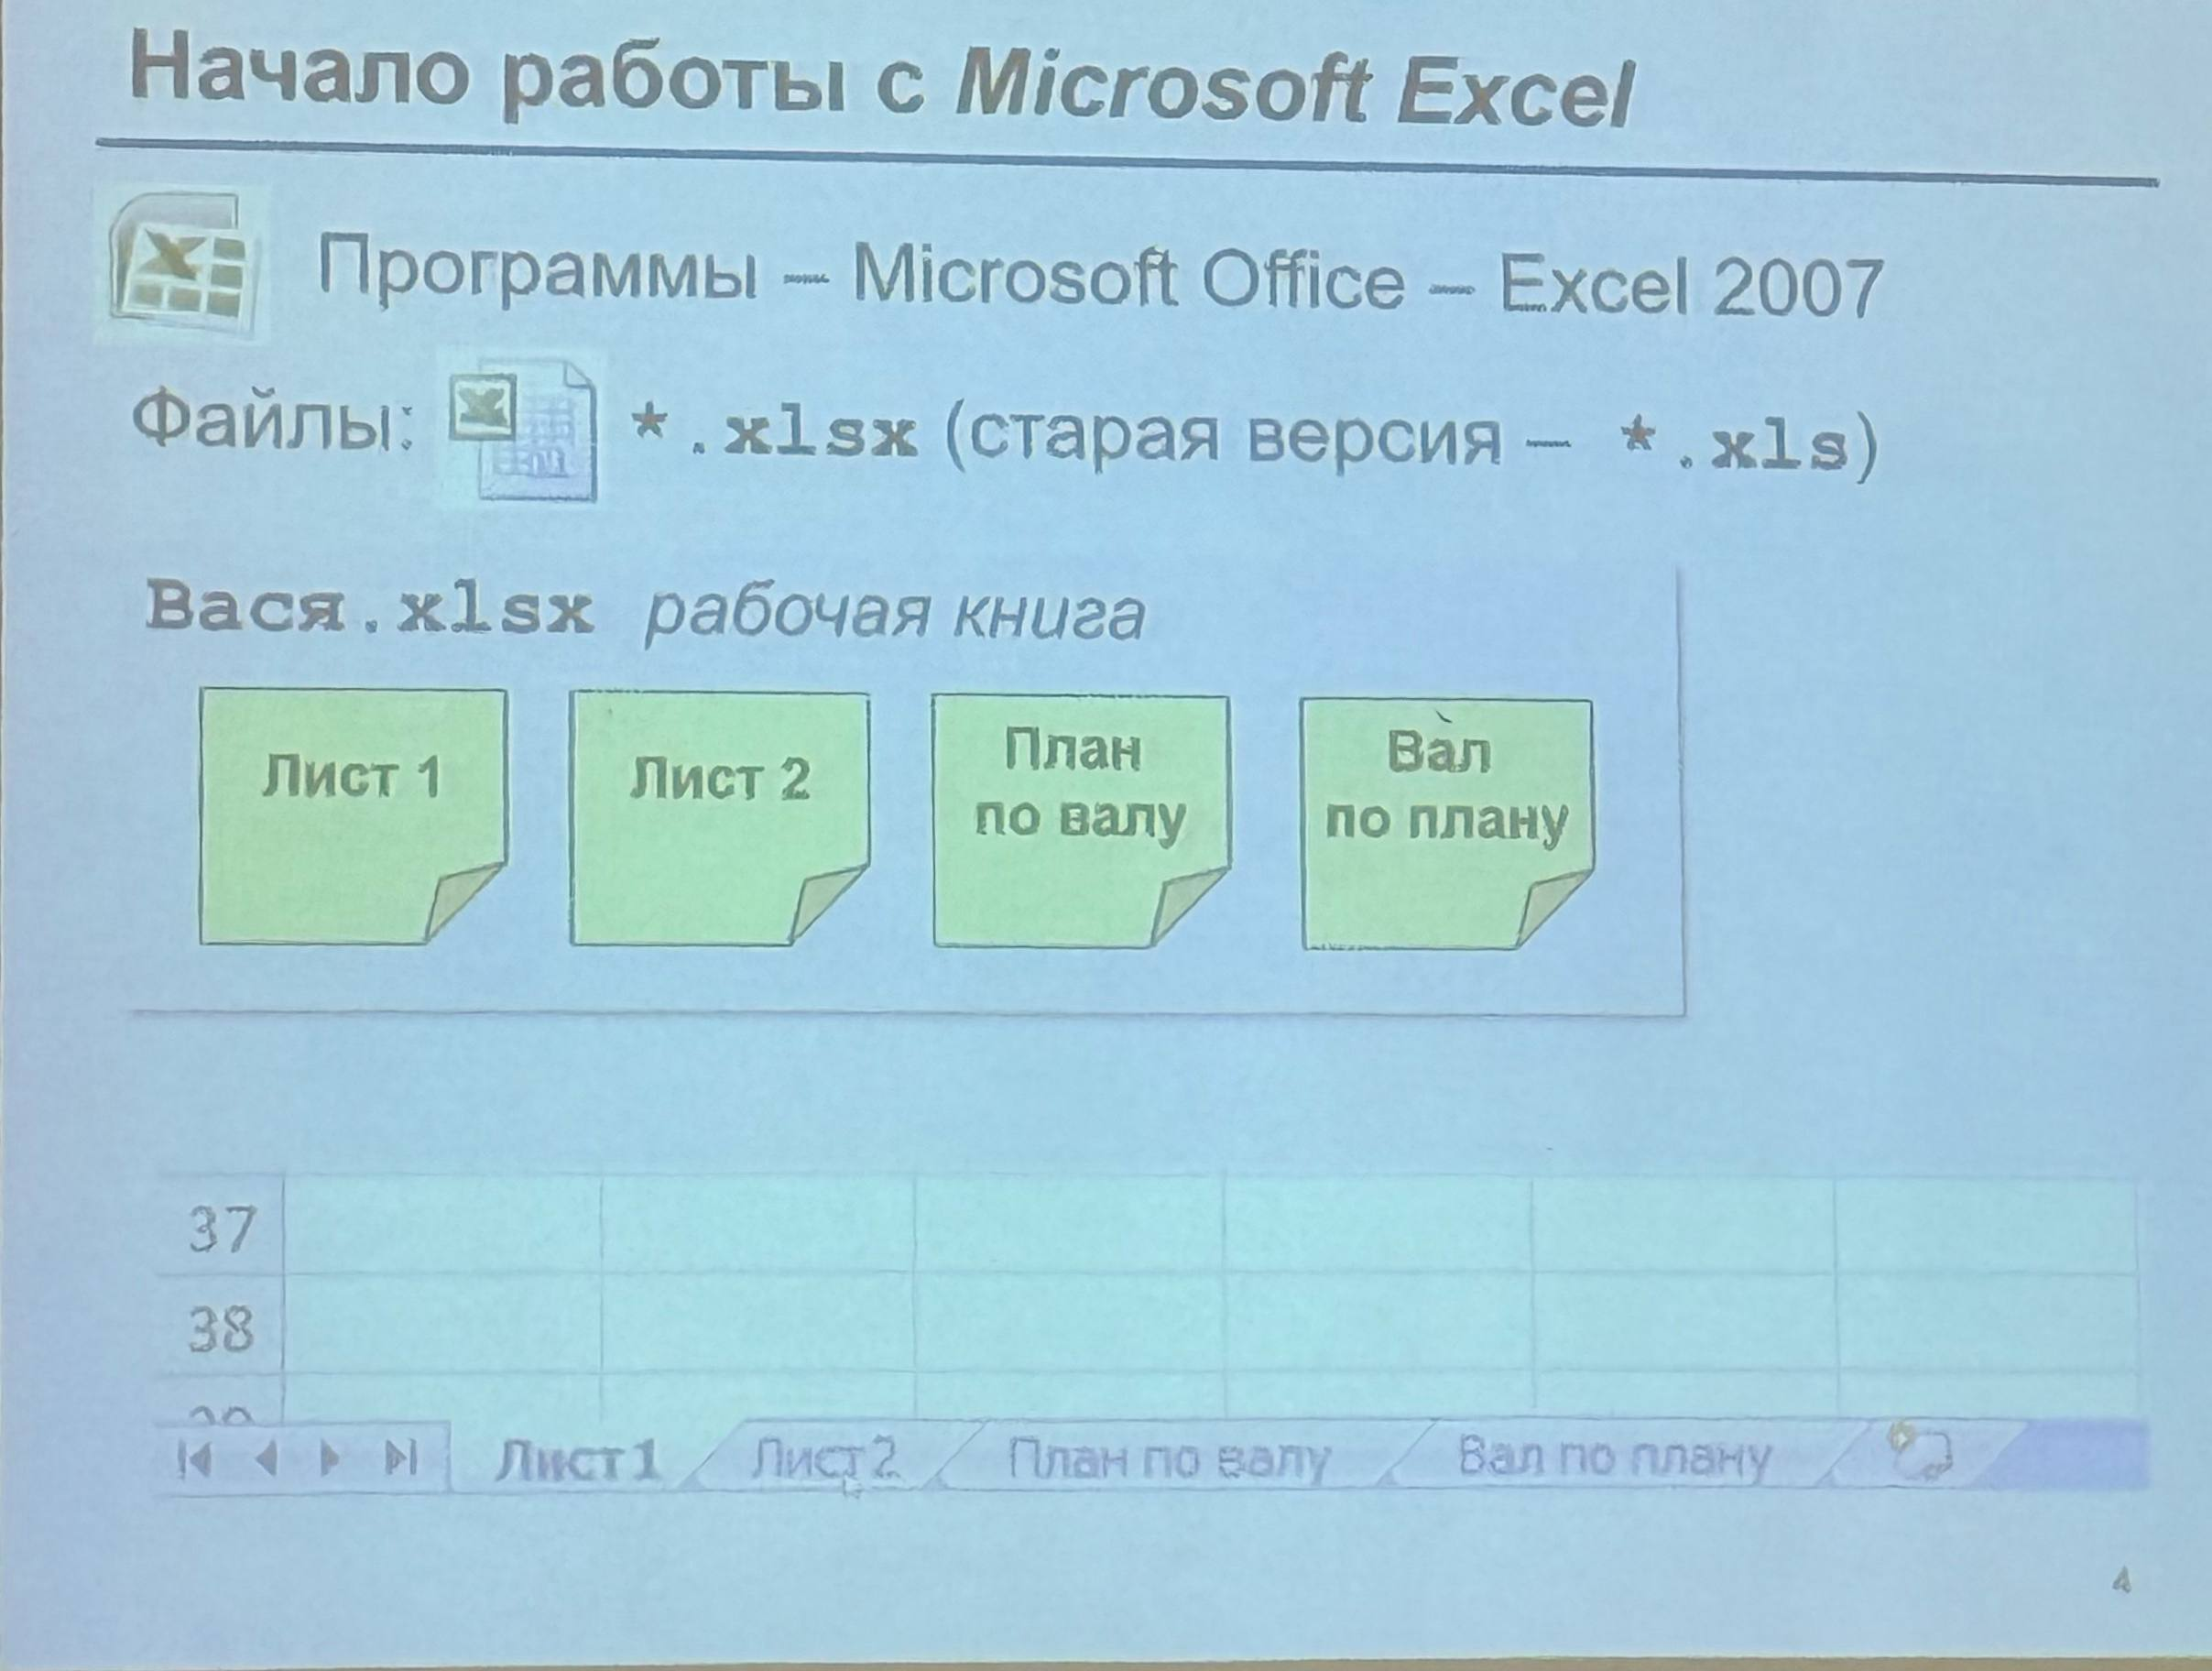 Начало работы с Microsoft Excel
Программы – Microsoft Office – Excel 2007
Файлы: *.xlsx (старая версия – *.xls)
Вася.xlsx рабочая книга
Лист 1
Лист 2
План
по валу
Вал
по плану
37
38
Лист1 Лист2 План по валу Вал по плану
4